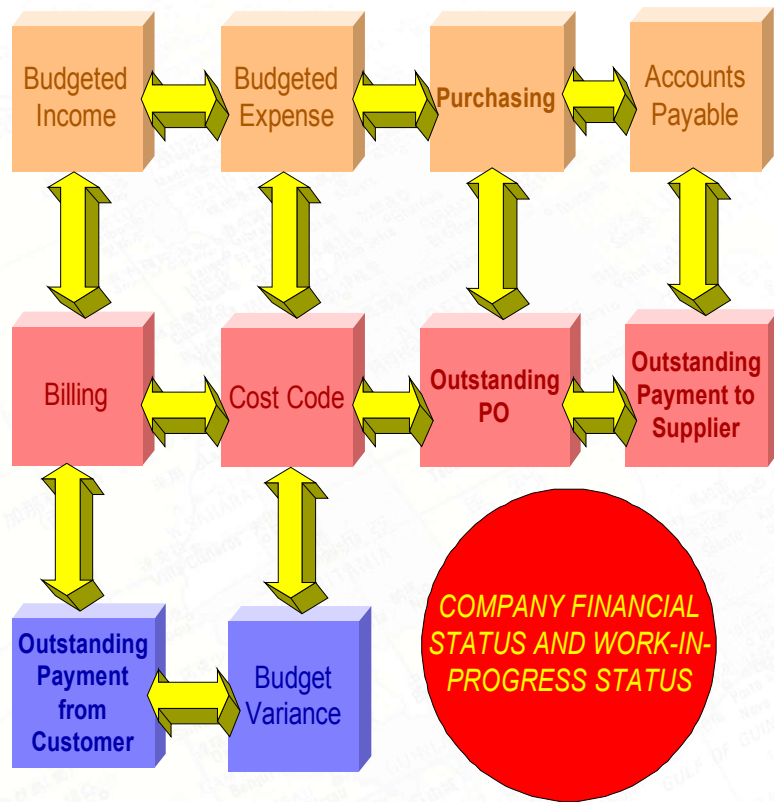 Budgeted
Income
Budgeted
Expense
Purchasing
Accounts
Payable
Billing
Cost Code
Outstanding
PO
Outstanding
Payment to
Supplier
Outstanding
Payment
from
Customer
Budget
Variance
COMPANY FINANCIAL
STATUS AND WORK-IN-
PROGRESS STATUS